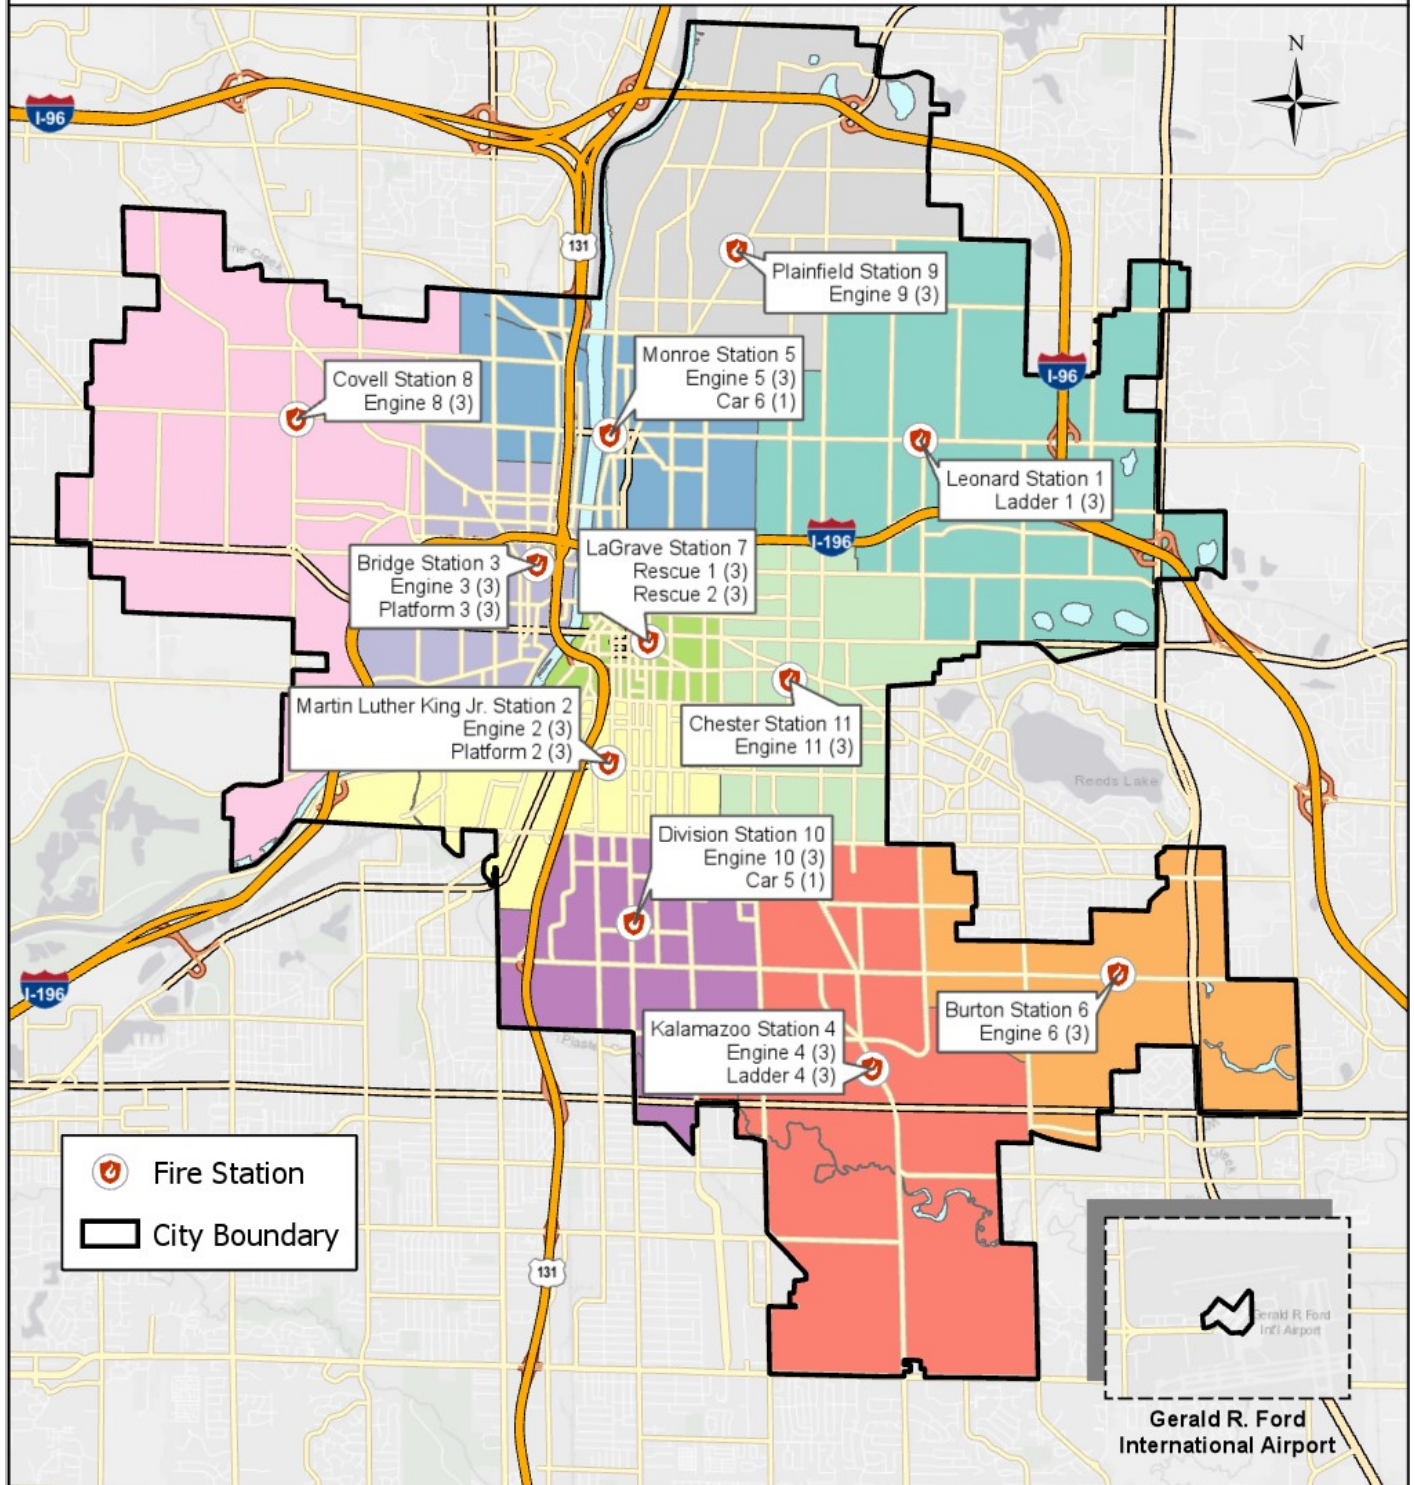 N
I-96
131
Plainfield Station 9
Engine 9 (3)
Monroe Station 5
Engine 5 (3)
Car 6 (1)
Covell Station 8
Engine 8 (3)
I-96
Leonard Station 1
Ladder 1 (3)
I-196
LaGrave Station 7
Rescue 1 (3)
Rescue 2 (3)
Bridge Station 3
Engine 3 (3)
Platform 3 (3)
Martin Luther King Jr. Station 2
Engine 2 (3)
Platform 2 (3)
Chester Station 11
Engine 11 (3)
Reeds Lake
Division Station 10
Engine 10 (3)
Car 5 (1)
I-196
Burton Station 6
Engine 6 (3)
Kalamazoo Station 4
Engine 4 (3)
Ladder 4 (3)
Creek
Fire Station
City Boundary
131
Gerald R Ford
Int'l Airport
Gerald R. Ford
International Airport